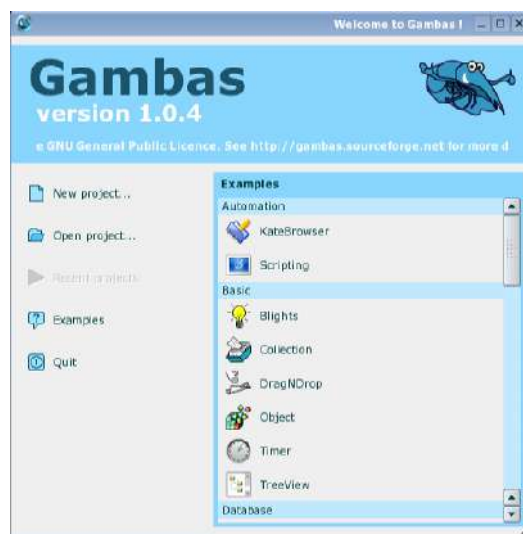 Welcome to Gambas !
Gambas
version 1.0.4
e GNU General Public Licence. See http://gambas.sourceforge.net for more d
New project...
Open project...
Recent projects
Examples
Quit
Examples
Automation
KateBrowser
Scripting
Basic
Blights
Collection
DragNDrop
Object
Timer
TreeView
Database